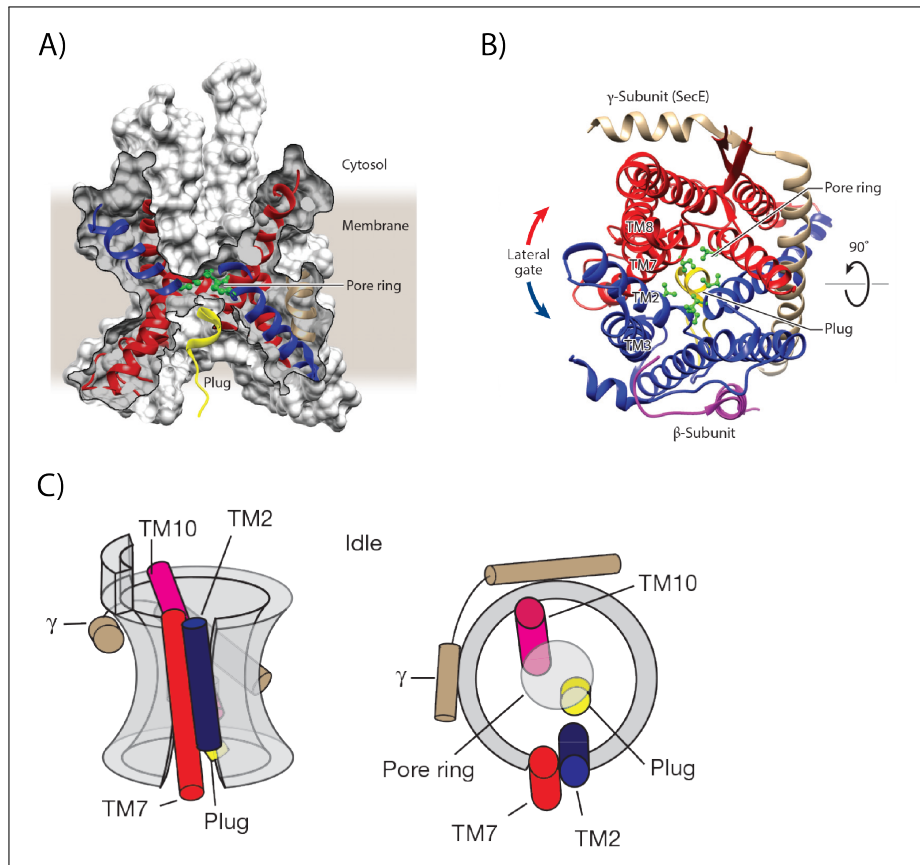 A)
Cytosol
Membrane
Pore ring
Plug
B)
γ-Subunit (SecE)
Pore ring
TM8
Lateral
gate
TM7
TM2
90°
TM3
Plug
β-Subunit
C)
TM10
TM2
γ
TM7
Plug
Idle
TM10
γ
Pore ring
Plug
TM7
TM2